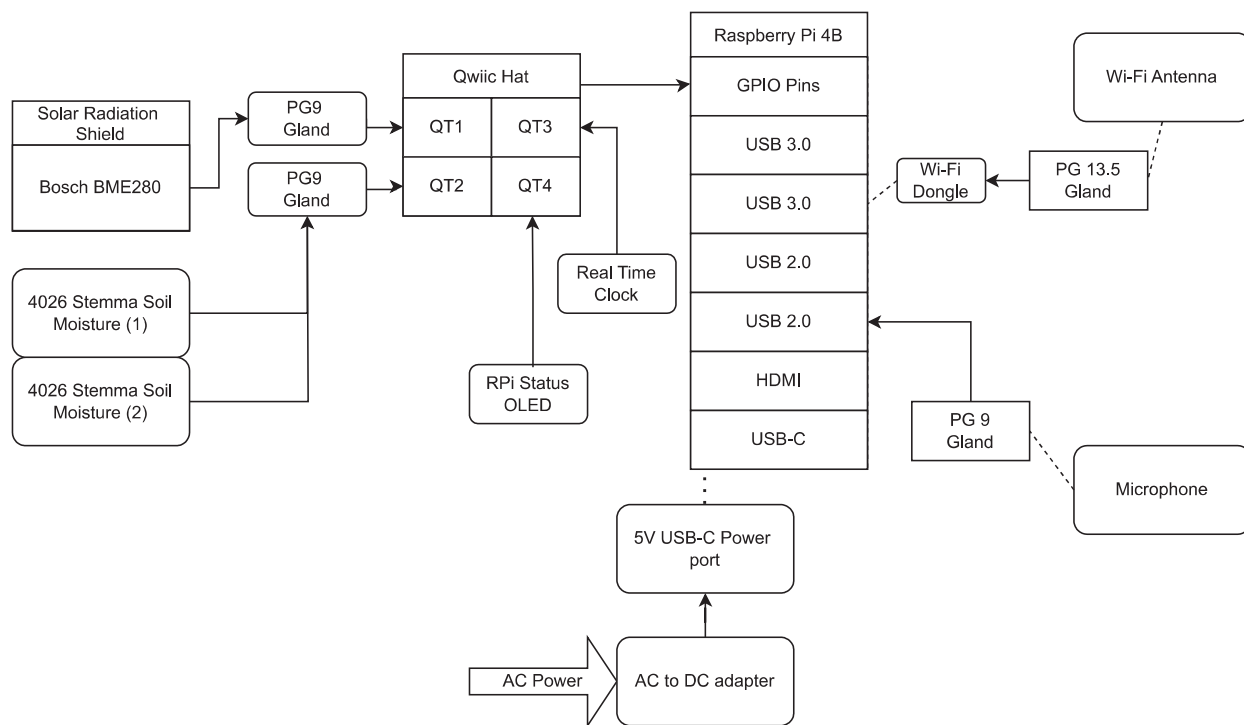 Solar Radiation
Shield
Bosch BME280
4026 Stemma Soil
Moisture (1)
4026 Stemma Soil
Moisture (2)
PG9
Gland
PG9
Gland
Qwiic Hat
QT1
QT3
QT2
QT4
Real Time
Clock
RPi Status
OLED
Raspberry Pi 4B
GPIO Pins
USB 3.0
USB 3.0
USB 2.0
USB 2.0
HDMI
USB-C
Wi-Fi Antenna
Wi-Fi
Dongle
PG 13.5
Gland
PG 9
Gland
Microphone
5V USB-C Power
port
AC Power
AC to DC adapter